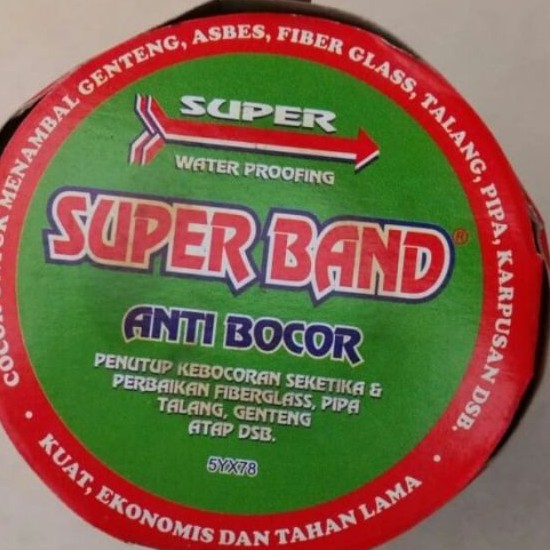 COCOK UNTUK MENAMBAL GENTENG, ASBES, FIBER GLASS, TALANG, PIPA, KARPUSAN DSB.
SUPER
WATER PROOFING
SUPER BAND®
ANTI BOCOR
PENUTUP KEBOCORAN SEKETIKA &
PERBAIKAN FIBERGLASS, PIPA
TALANG, GENTENG
ATAP DSB.
5YX78
• KUAT, EKONOMIS DAN TAHAN LAMA •